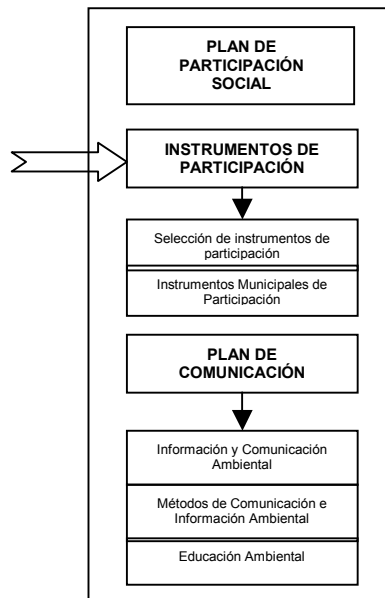 PLAN DE
PARTICIPACIÓN
SOCIAL
INSTRUMENTOS DE
PARTICIPACIÓN
Selección de instrumentos de
participación
Instrumentos Municipales de
Participación
PLAN DE
COMUNICACIÓN
Información y Comunicación
Ambiental
Métodos de Comunicación e
Información Ambiental
Educación Ambiental